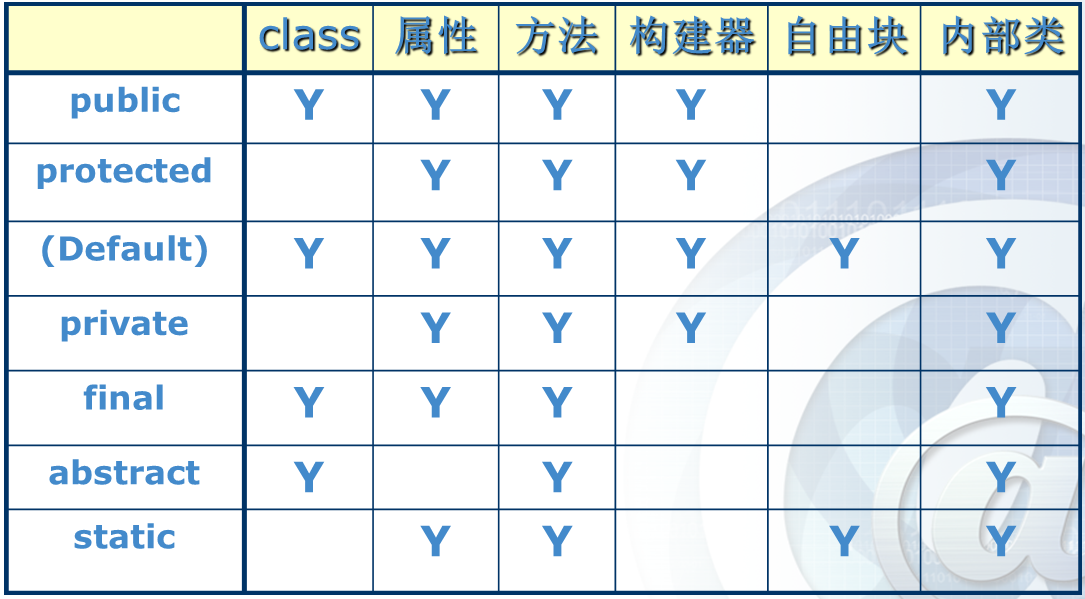 class 属性 方法 构建器 自由块 内部类
public Y Y Y Y Y
protected Y Y Y Y
(Default) Y Y Y Y Y Y
private Y Y Y Y
final Y Y Y Y
abstract Y Y Y
static Y Y Y Y